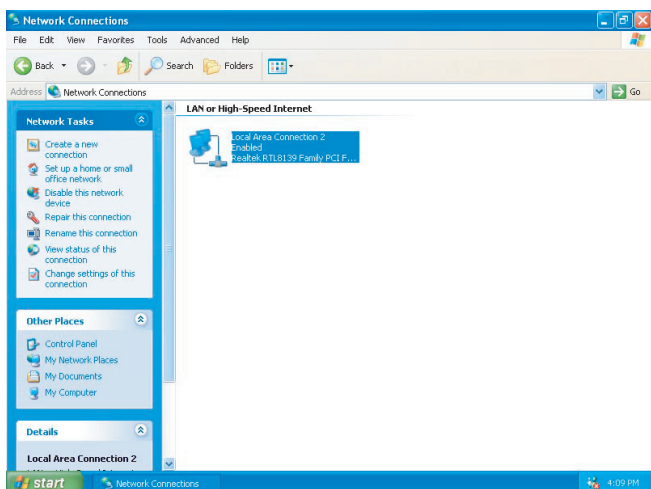 Network Connections
File Edit View Favorites Tools Advanced Help
Back Search Folders
Address Network Connections Go
Network Tasks
Create a new
connection
Set up a home or small
office network
Disable this network
device
Repair this connection
Rename this connection
View status of this
connection
Change settings of this
connection
Other Places
Control Panel
My Network Places
My Documents
My Computer
Details
Local Area Connection 2
LAN or High-Speed Internet
Local Area Connection 2
Enabled
Realtek RTL8139 Family PCI F...
start Network Connections 4:09 PM